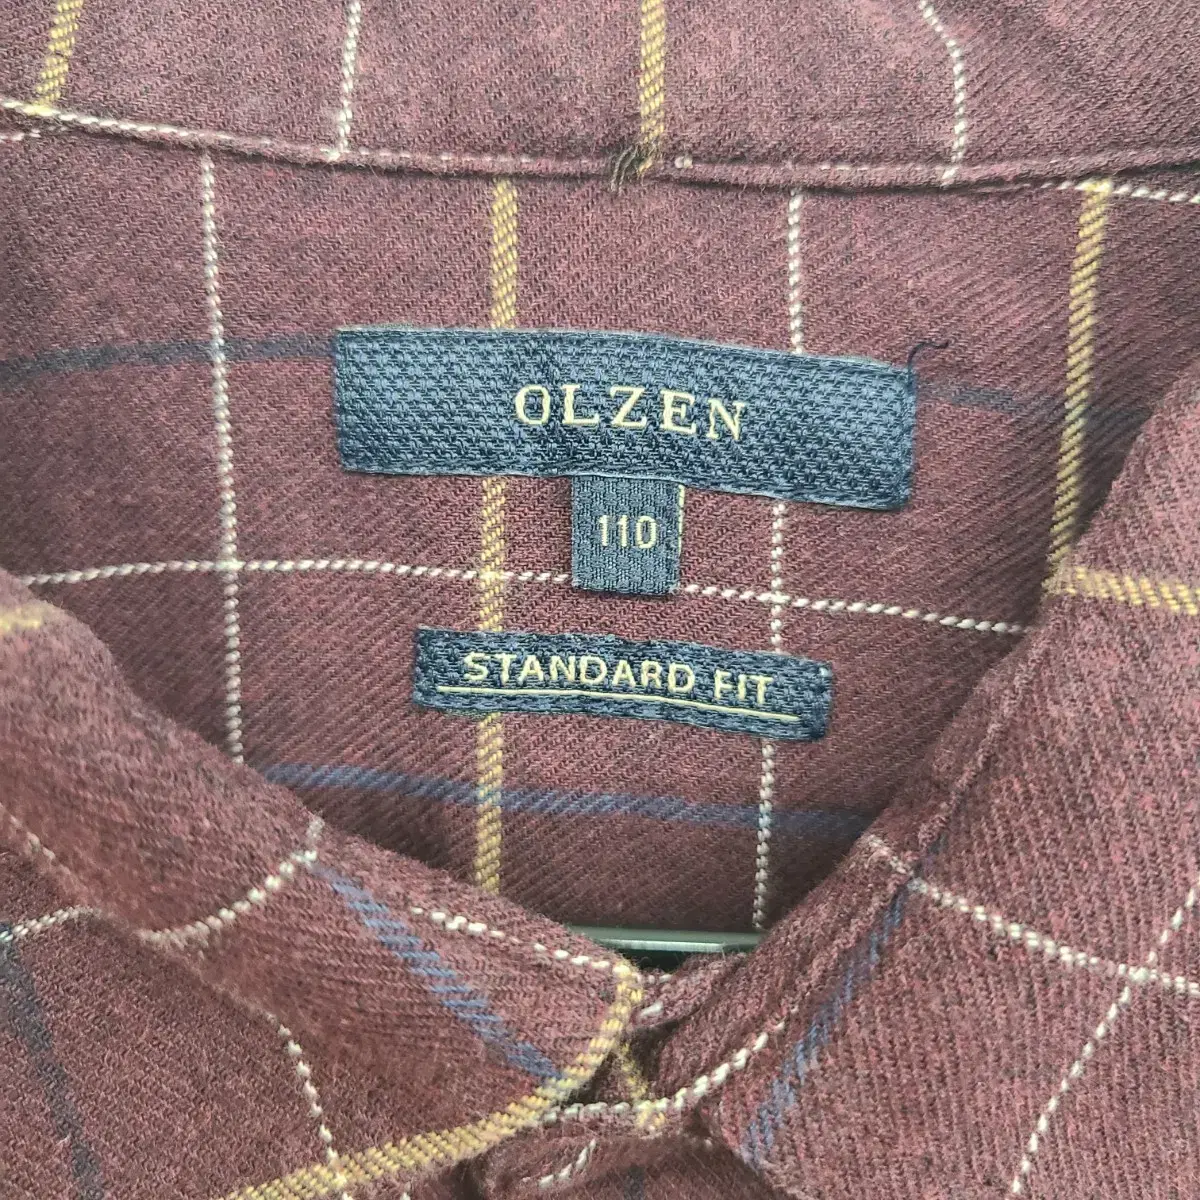 OLZEN
110
STANDARD FIT